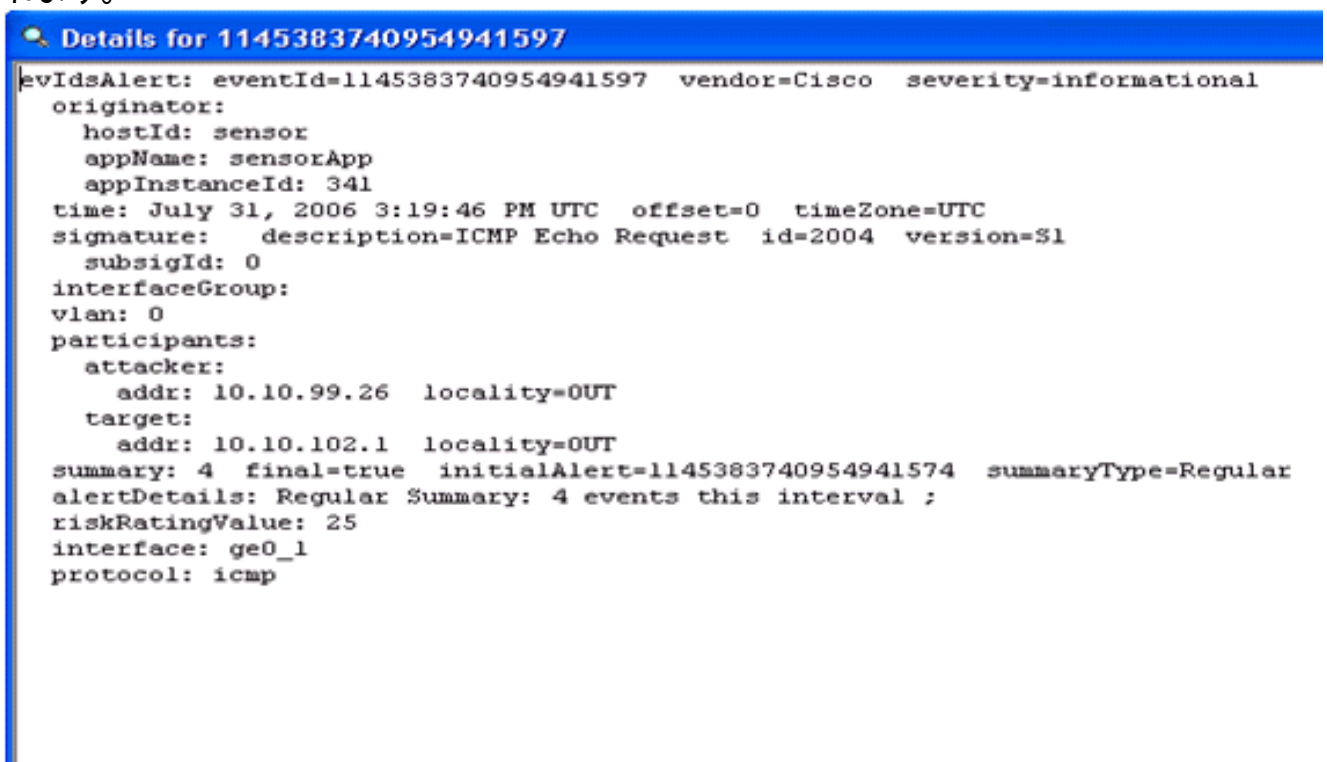 Details for 1145383740954941597
evIdsAlert: eventId=1145383740954941597 vendor=Cisco severity=informational
originator:
hostId: sensor
appName: sensorApp
appInstanceId: 341
time: July 31, 2006 3:19:46 PM UTC offset=0 timeZone=UTC
signature: description=ICMP Echo Request id=2004 version=S1
subsigId: 0
interfaceGroup:
vlan: 0
participants:
attacker:
addr: 10.10.99.26 locality=OUT
target:
addr: 10.10.102.1 locality=OUT
summary: 4 final=true initialAlert=1145383740954941574 summaryType=Regular
alertDetails: Regular Summary: 4 events this interval ;
riskRatingValue: 25
interface: ge0_1
protocol: icmp